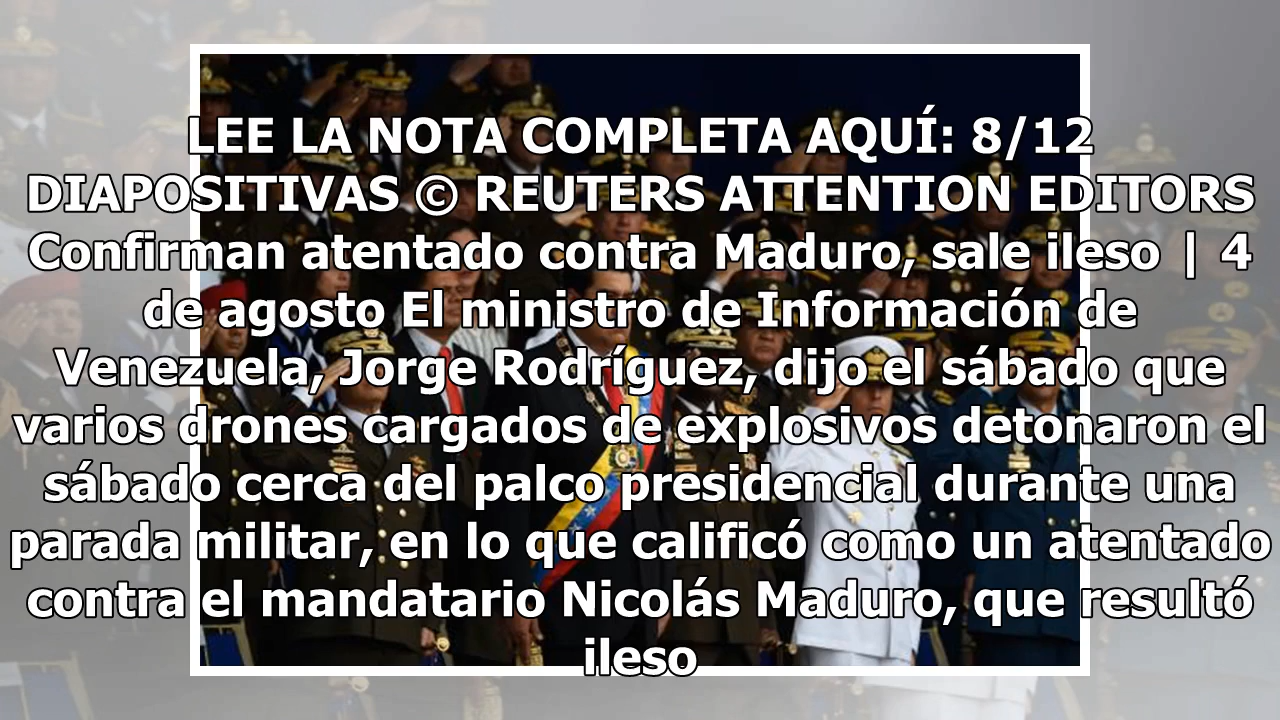 LEE LA NOTA COMPLETA AQUÍ: 8/12
DIAPOSITIVAS © REUTERS ATTENTION EDITORS
Confirman atentado contra Maduro, sale ileso | 4
de agosto El ministro de Información de
Venezuela, Jorge Rodríguez, dijo el sábado que
varios drones cargados de explosivos detonaron el
sábado cerca del palco presidencial durante una
parada militar, en lo que calificó como un atentado
contra el mandatario Nicolás Maduro, que resultó
ileso